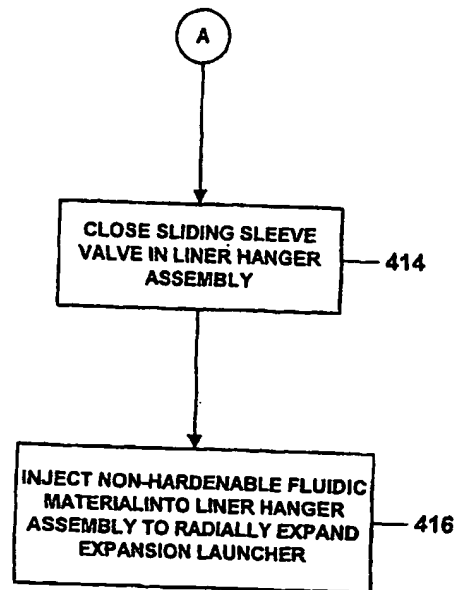 A
CLOSE SLIDING SLEEVE
VALVE IN LINER HANGER
ASSEMBLY
414
INJECT NON-HARDENABLE FLUIDIC
MATERIALINTO LINER HANGER
ASSEMBLY TO RADIALLY EXPAND
EXPANSION LAUNCHER
416